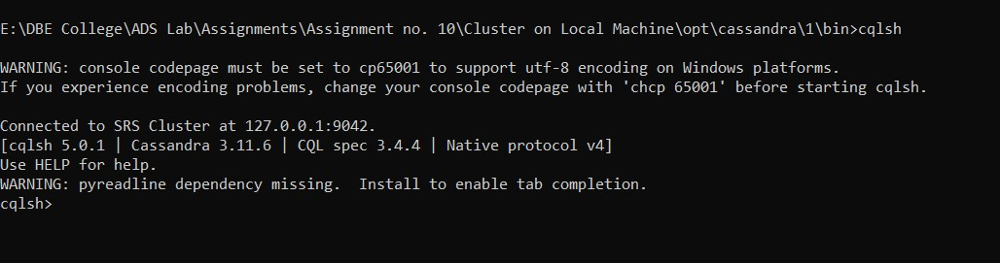 E:\DBE College\ADS Lab\Assignments\Assignment no. 10\Cluster on Local Machine\opt\cassandra\1\bin>cqlsh
WARNING: console codepage must be set to cp65001 to support utf-8 encoding on Windows platforms.
If you experience encoding problems, change your console codepage with 'chcp 65001' before starting cqlsh.
Connected to SRS Cluster at 127.0.0.1:9042.
[cqlsh 5.0.1 | Cassandra 3.11.6 | CQL spec 3.4.4 | Native protocol v4]
Use HELP for help.
WARNING: pyreadline dependency missing.  Install to enable tab completion.
cqlsh>